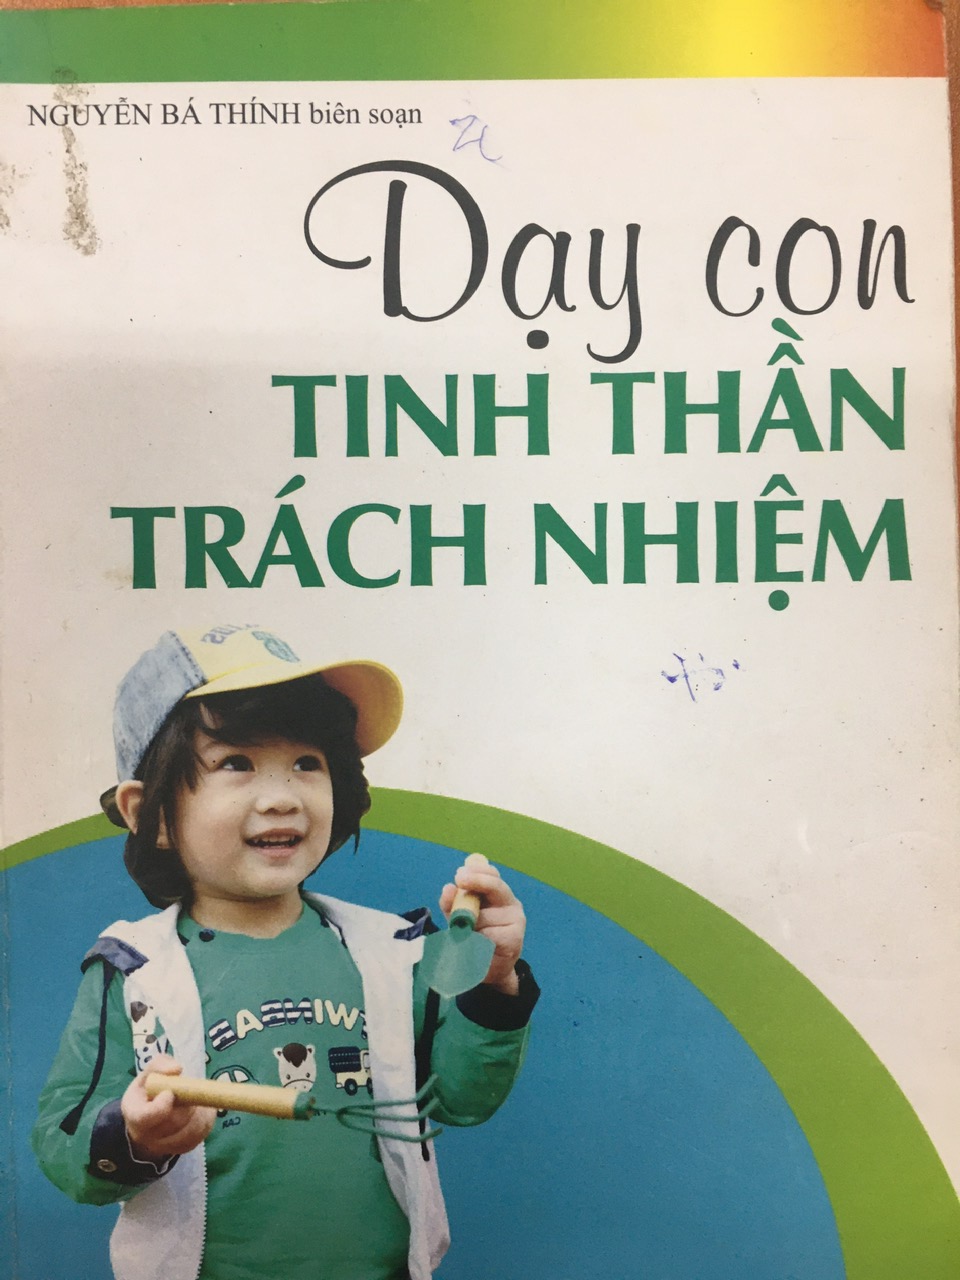 NGUYỄN BÁ THÍNH biên soạn
Dạy con
TINH THẦN
TRÁCH NHIỆM